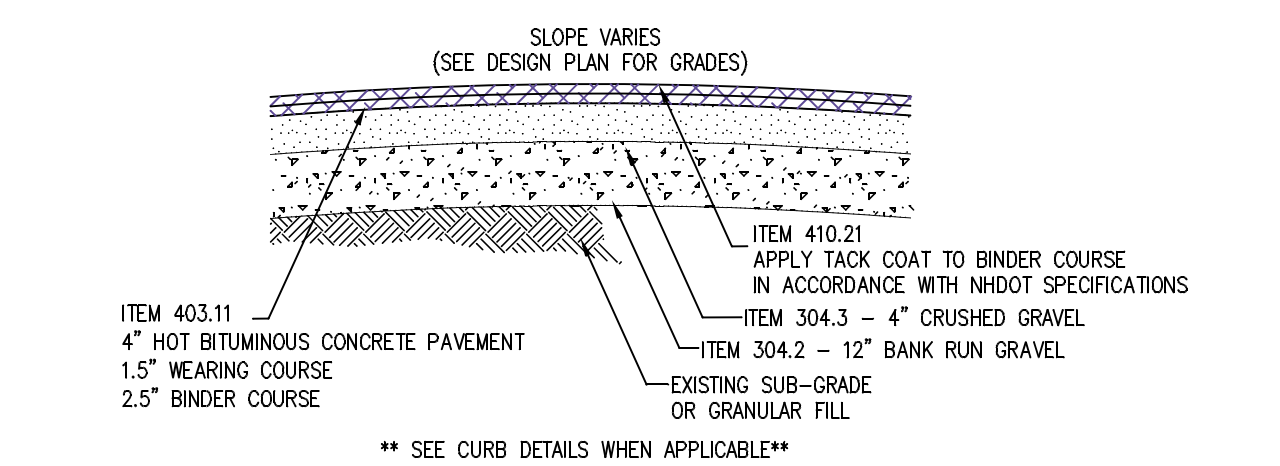 SLOPE VARIES
(SEE DESIGN PLAN FOR GRADES)
ITEM 410.21
APPLY TACK COAT TO BINDER COURSE
IN ACCORDANCE WITH NHDOT SPECIFICATIONS
ITEM 304.3 – 4” CRUSHED GRAVEL
ITEM 304.2 – 12” BANK RUN GRAVEL
EXISTING SUB–GRADE
OR GRANULAR FILL
ITEM 403.11
4” HOT BITUMINOUS CONCRETE PAVEMENT
1.5” WEARING COURSE
2.5” BINDER COURSE
** SEE CURB DETAILS WHEN APPLICABLE**